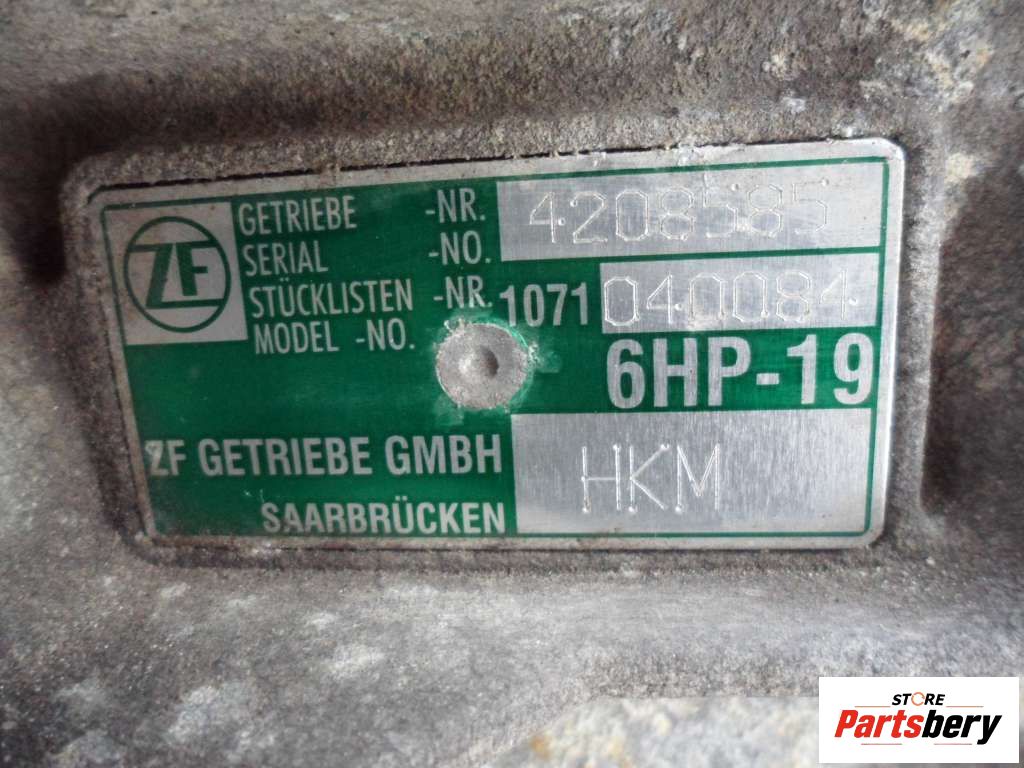 ZF
GETRIEBE -NR. 4208585
SERIAL -NO.
STÜCKLISTEN -NR. 1071 040084
MODEL -NO.
6HP-19
ZF GETRIEBE GMBH HKM
SAARBRÜCKEN
STORE
Partsbery